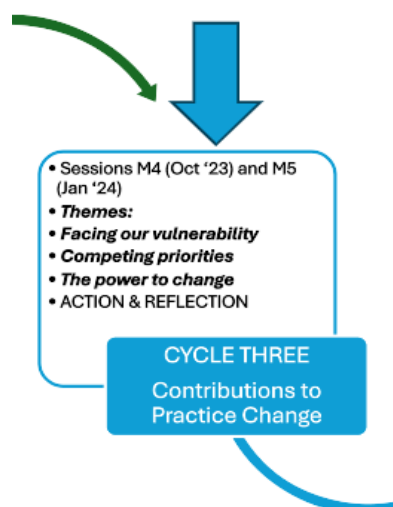 • Sessions M4 (Oct ‘23) and M5
(Jan ‘24)
• Themes:
• Facing our vulnerability
• Competing priorities
• The power to change
• ACTION & REFLECTION
CYCLE THREE
Contributions to
Practice Change